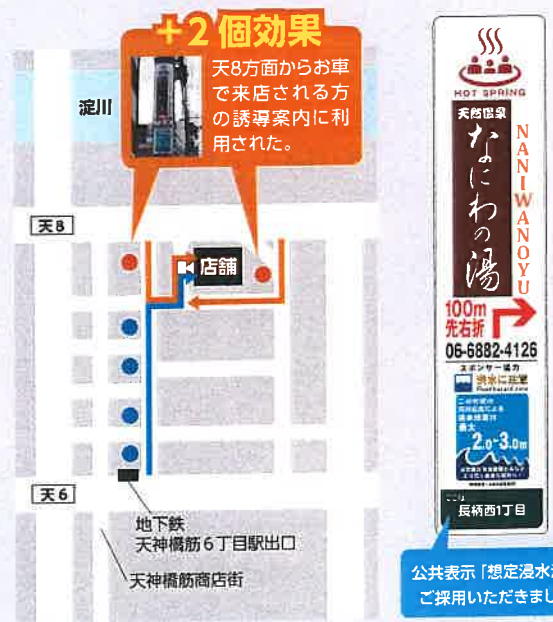 +2個効果
天8方面からお車
で来店される方
の誘導案内に利
用された。
淀川
天8
店舗
天6
地下鉄
天神橋筋6丁目駅出口
天神橋筋商店街
HOT SPRING
天然温泉
なにわの湯
NANIWANOYU
100m
先右折
06-6882-4126
スポンサー協力
洪水に注意
最大
2.0~3.0m
ここは
長柄西1丁目
公共表示「想定浸水
ご採用いただきまし